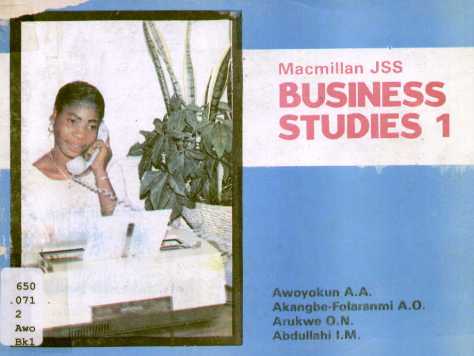 Macmillan JSS
BUSINESS
STUDIES 1
Awoyokun A.A.
Akangbe-Folaranmi A.O.
Arukwe O.N.
Abdullahi I.M.
650
.071
2
Awo
Bk1